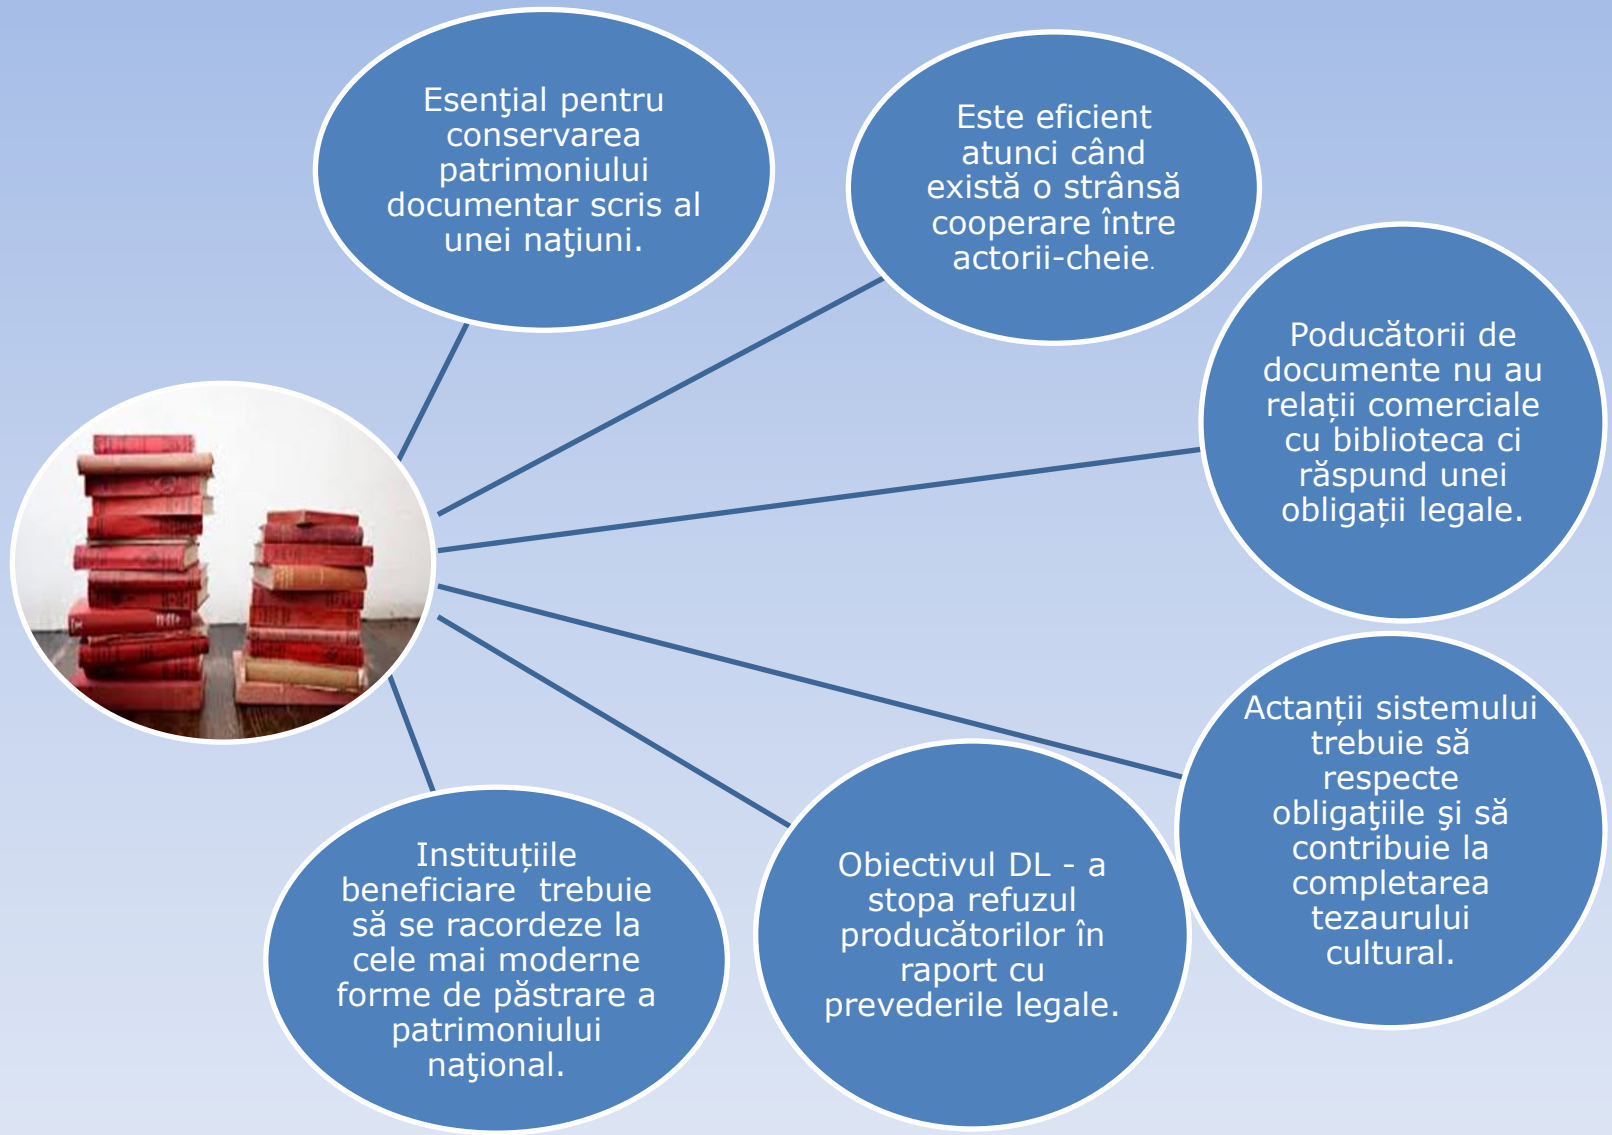 Esenţial pentru
conservarea
patrimoniului
documentar scris al
unei naţiuni.
Este eficient
atunci când
există o strânsă
cooperare între
actorii-cheie.
Poducătorii de
documente nu au
relații comerciale
cu biblioteca ci
răspund unei
obligații legale.
Actanții sistemului
trebuie să
respecte
obligaţiile şi să
contribuie la
completarea
tezaurului
cultural.
Obiectivul DL - a
stopa refuzul
producătorilor în
raport cu
prevederile legale.
Instituțiile
beneficiare  trebuie
să se racordeze la
cele mai moderne
forme de păstrare a
patrimoniului
naţional.